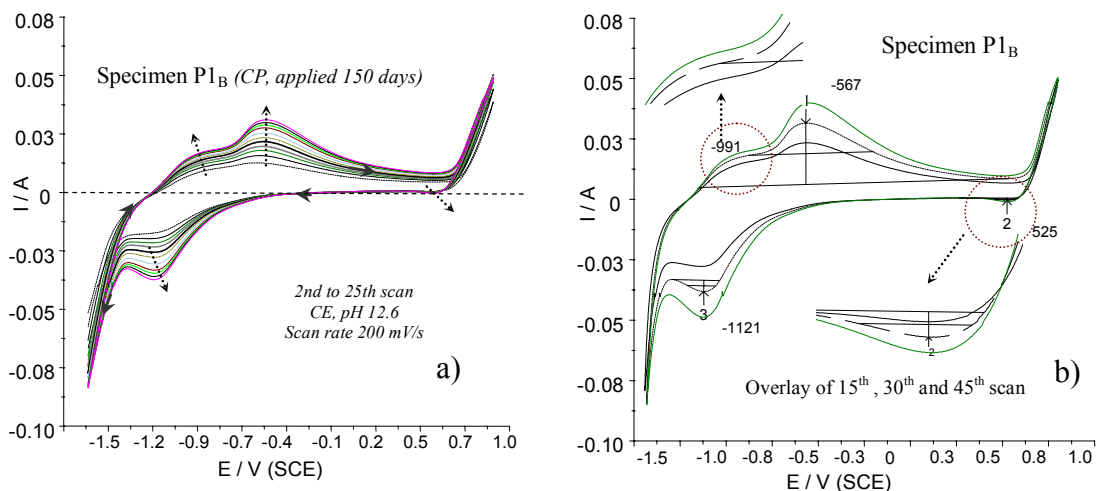 0.08
0.05
0.03
0
-0.03
-0.05
-0.08
-0.10
I / A
Specimen P1B (CP, applied 150 days)
2nd to 25th scan
CE, pH 12.6
Scan rate 200 mV/s
a)
-1.5 -1.2 -0.9 -0.7 -0.4 -0.1 0.2 0.4 0.7 1.0
E / V (SCE)
0.08
0.05
0.03
0
-0.03
-0.05
-0.08
-0.10
I / A
Specimen P1B
-567
-991
2
525
3
-1121
2
Overlay of 15th , 30th and 45th scan
b)
-1.5 -1.0 -0.8 -0.5 -0.2 0 0.3 0.6 0.8
E / V (SCE)